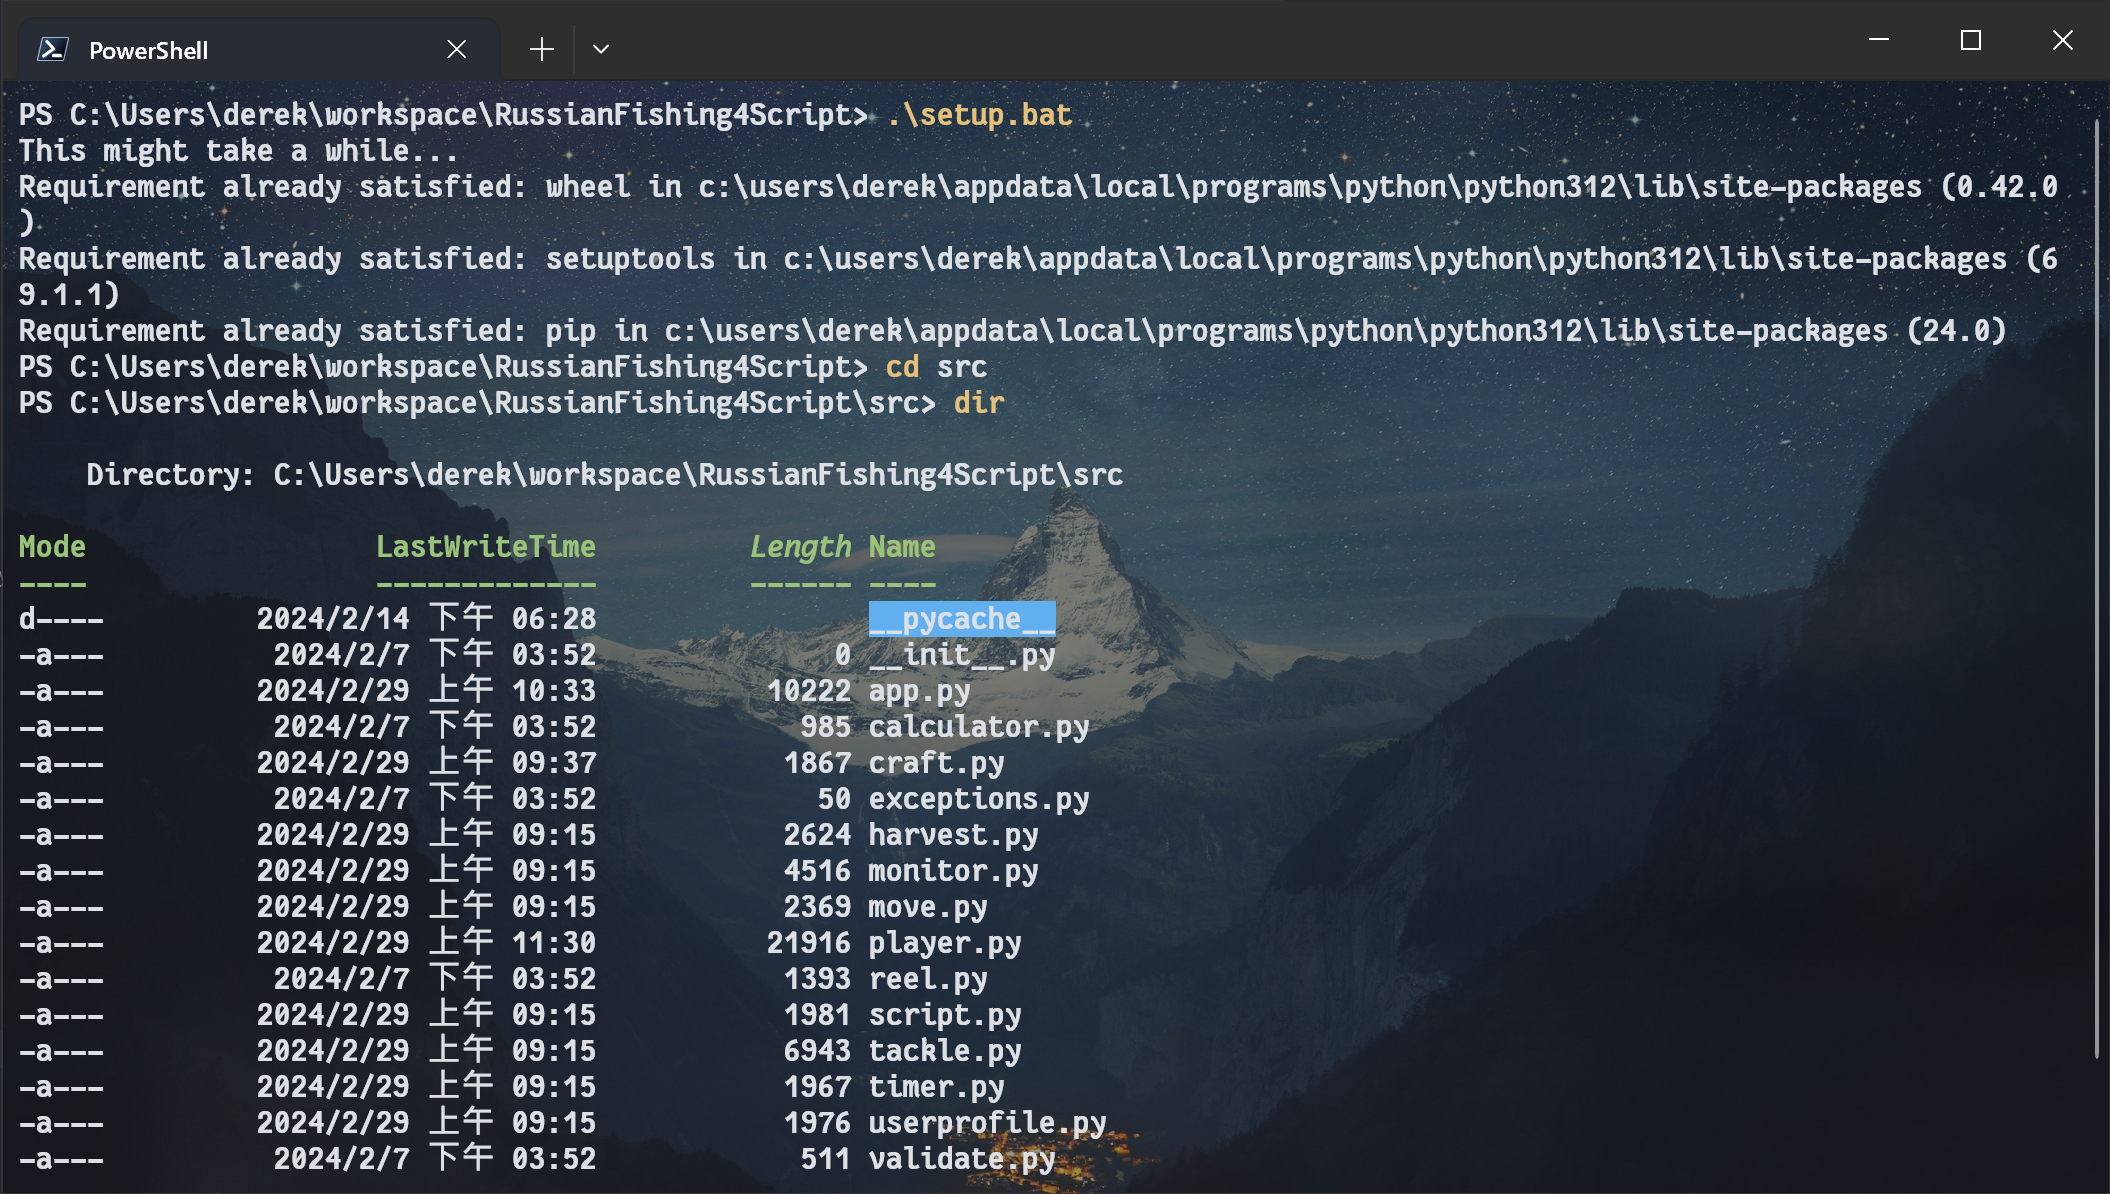 PowerShell
PS C:\Users\derek\workspace\RussianFishing4Script> .\setup.bat
This might take a while...
Requirement already satisfied: wheel in c:\users\derek\appdata\local\programs\python\python312\lib\site-packages (0.42.0
)
Requirement already satisfied: setuptools in c:\users\derek\appdata\local\programs\python\python312\lib\site-packages (6
9.1.1)
Requirement already satisfied: pip in c:\users\derek\appdata\local\programs\python\python312\lib\site-packages (24.0)
PS C:\Users\derek\workspace\RussianFishing4Script> cd src
PS C:\Users\derek\workspace\RussianFishing4Script\src> dir
Directory: C:\Users\derek\workspace\RussianFishing4Script\src
Mode LastWriteTime Length Name
---- ------------- ------ ----
d---- 2024/2/14 下午 06:28 __pycache__
-a--- 2024/2/7 下午 03:52 0 __init__.py
-a--- 2024/2/29 上午 10:33 10222 app.py
-a--- 2024/2/7 下午 03:52 985 calculator.py
-a--- 2024/2/29 上午 09:37 1867 craft.py
-a--- 2024/2/7 下午 03:52 50 exceptions.py
-a--- 2024/2/29 上午 09:15 2624 harvest.py
-a--- 2024/2/29 上午 09:15 4516 monitor.py
-a--- 2024/2/29 上午 09:15 2369 move.py
-a--- 2024/2/29 上午 11:30 21916 player.py
-a--- 2024/2/7 下午 03:52 1393 reel.py
-a--- 2024/2/29 上午 09:15 1981 script.py
-a--- 2024/2/29 上午 09:15 6943 tackle.py
-a--- 2024/2/29 上午 09:15 1967 timer.py
-a--- 2024/2/29 上午 09:15 1976 userprofile.py
-a--- 2024/2/7 下午 03:52 511 validate.py